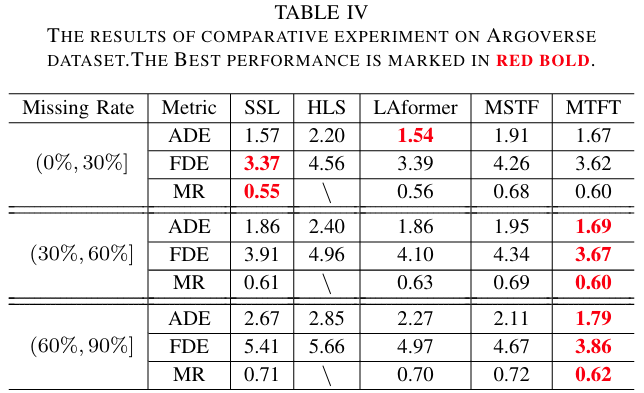 TABLE IV
THE RESULTS OF COMPARATIVE EXPERIMENT ON ARGOVERSE
DATASET.THE BEST PERFORMANCE IS MARKED IN RED BOLD.
Missing Rate Metric SSL HLS LAformer MSTF MTFT
ADE 1.57 2.20 1.54 1.91 1.67
(0%, 30%] FDE 3.37 4.56 3.39 4.26 3.62
MR 0.55 \ 0.56 0.68 0.60
ADE 1.86 2.40 1.86 1.95 1.69
(30%, 60%] FDE 3.91 4.96 4.10 4.34 3.67
MR 0.61 \ 0.63 0.69 0.60
ADE 2.67 2.85 2.27 2.11 1.79
(60%, 90%] FDE 5.41 5.66 4.97 4.67 3.86
MR 0.71 \ 0.70 0.72 0.62